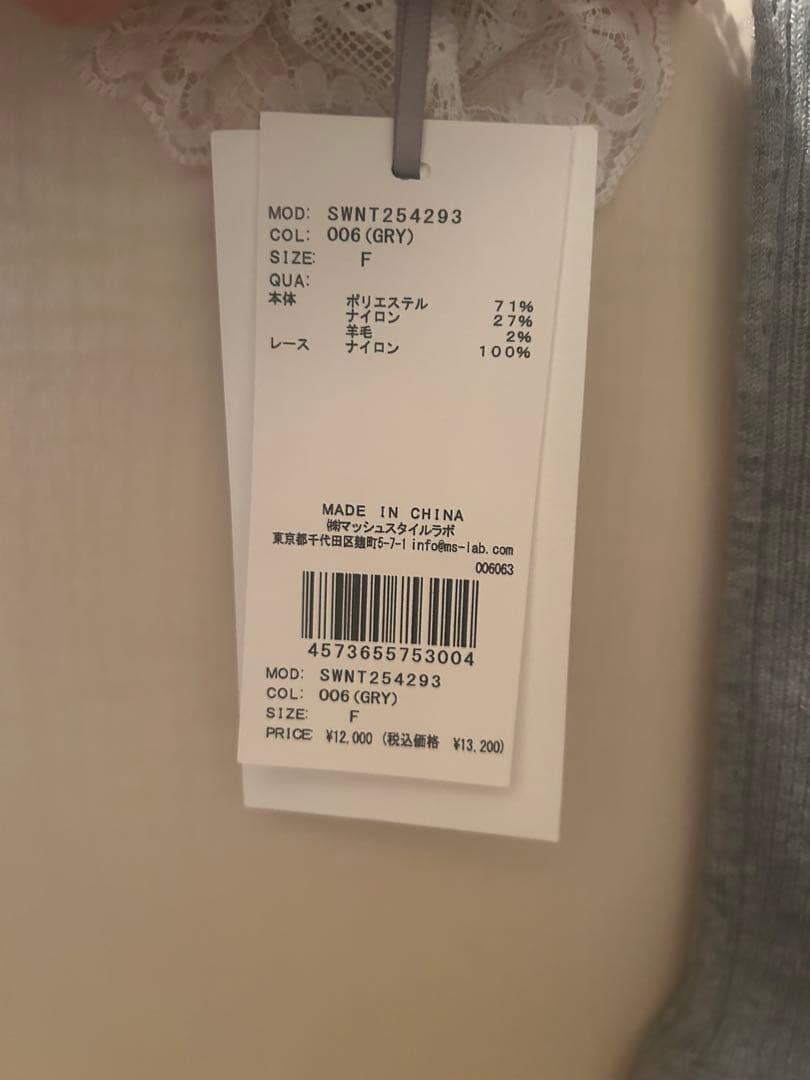 MOD: SWNT254293
COL: 006(GRY)
SIZE: F
QUA:
本体 ポリエステル 71%
ナイロン 27%
羊毛 2%
レース ナイロン 100%
MADE IN CHINA
㈱マッシュスタイルラボ
東京都千代田区麹町5-7-1 info@ms-lab.com
006063
4573655753004
MOD: SWNT254293
COL: 006(GRY)
SIZE: F
PRICE: ¥12,000 (税込価格 ¥13,200)